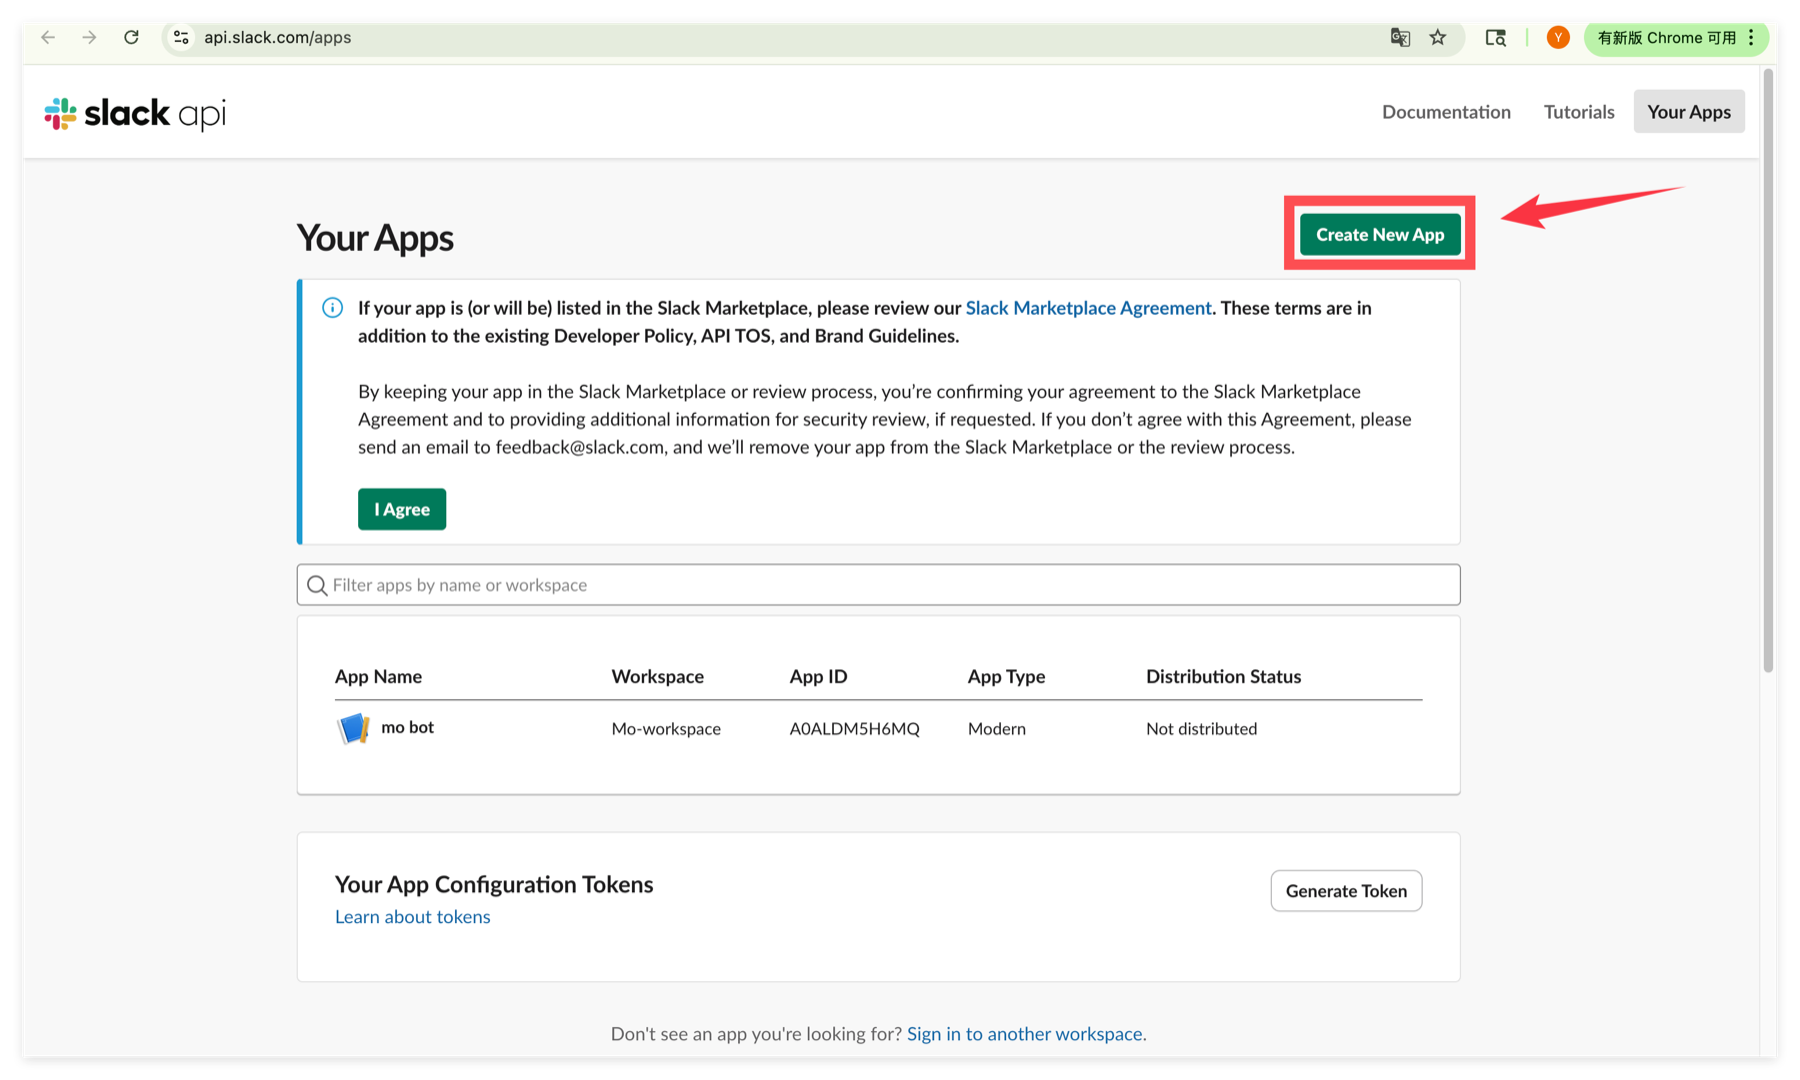 api.slack.com/apps
有新版 Chrome 可用
Y
slack api
Documentation
Tutorials
Your Apps
Your Apps
Create New App
If your app is (or will be) listed in the Slack Marketplace, please review our Slack Marketplace Agreement. These terms are in
addition to the existing Developer Policy, API TOS, and Brand Guidelines.
By keeping your app in the Slack Marketplace or review process, you’re confirming your agreement to the Slack Marketplace
Agreement and to providing additional information for security review, if requested. If you don’t agree with this Agreement, please
send an email to feedback@slack.com, and we’ll remove your app from the Slack Marketplace or the review process.
I Agree
Filter apps by name or workspace
App Name Workspace App ID App Type Distribution Status
mo bot Mo-workspace A0ALDM5H6MQ Modern Not distributed
Your App Configuration Tokens
Generate Token
Learn about tokens
Don't see an app you're looking for? Sign in to another workspace.